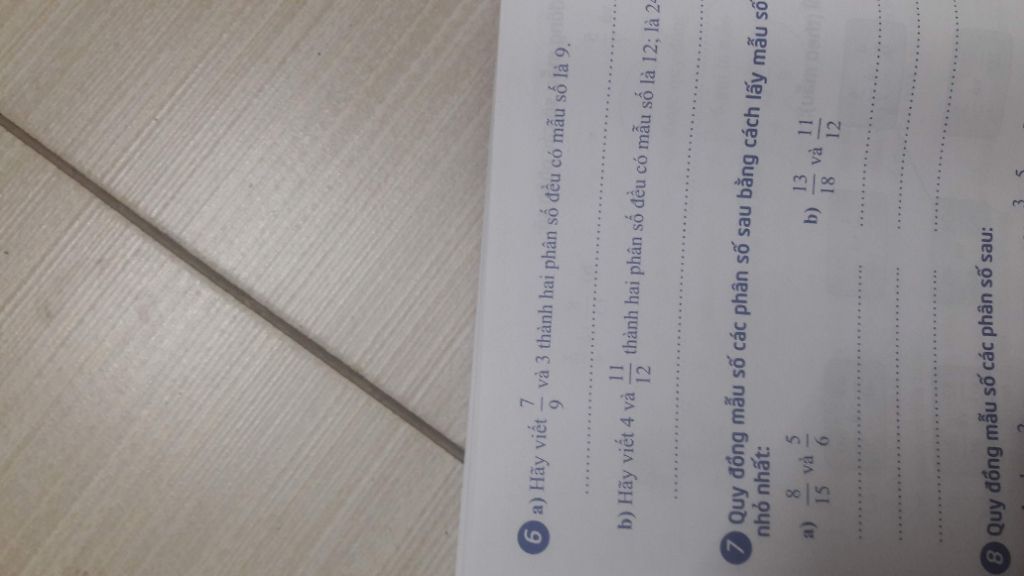 6 a) Hãy viết 7/9 và 3 thành hai phân số đều có mẫu số là 9.
b) Hãy viết 4 và 11/12 thành hai phân số đều có mẫu số là 12; là 2
7 Quy đồng mẫu số các phân số sau bằng cách lấy mẫu số
nhỏ nhất:
a) 8/15 và 5/6 b) 13/18 và 11/12
8 Quy đồng mẫu số các phân số sau: